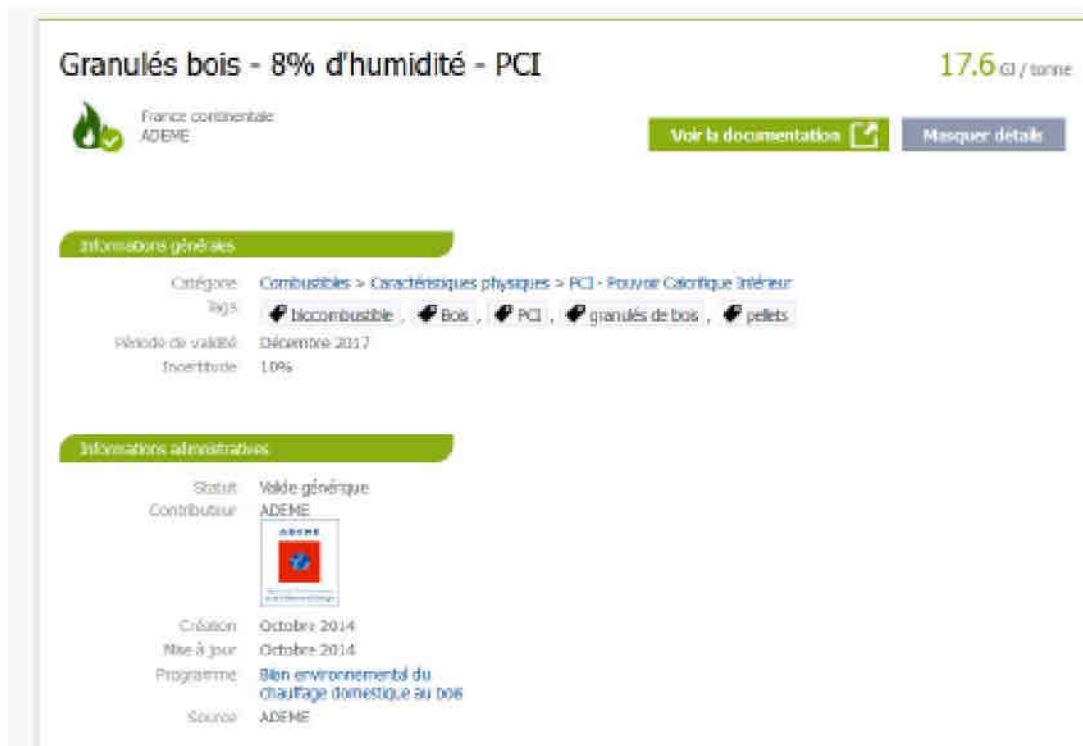 Granulés bois - 8% d'humidité - PCI
17.6 GJ / tonne
France continentale
ADEME
Voir la documentation
Masquer détails
Informations générales
Catégorie Combustibles > Caractéristiques physiques > PCI - Pouvoir Calorifique Inférieur
Tags biocombustible , Bois , PCI , granulés de bois , pellets
Période de validité Décembre 2017
Incertitude 10%
Informations administratives
Statut Valide générique
Contributeur ADEME
ADEME
Création Octobre 2014
Mise à jour Octobre 2014
Programme Bilan environnemental du
chauffage domestique au bois
Source ADEME